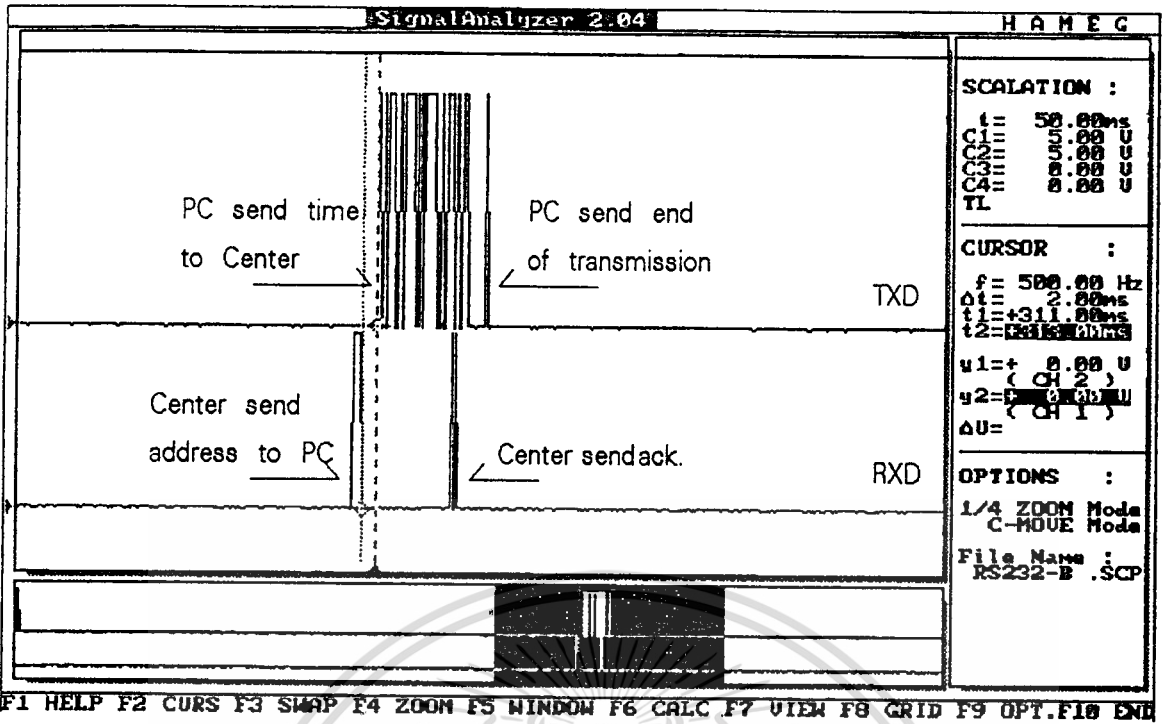 SignalAnalyzer 2.04
H A M E G
SCALATION :
t= 50.00ms
C1= 5.00 V
C2= 5.00 V
C3= 0.00 V
C4= 0.00 V
TL
CURSOR :
f= 500.00 Hz
Δt= 2.00ms
t1=+311.00ms
t2=
y1=+ 0.00 V
( CH 2 )
y2=
( CH 1 )
ΔU=
OPTIONS :
1/4 ZOOM Mode
C-MOVE Mode
File Name :
RS232-B .SCP
PC send time
to Center
PC send end
of transmission
TXD
Center send
address to PC
Center sendack.
RXD
F1 HELP F2 CURS F3 SWAP F4 ZOOM F5 WINDOW F6 CALC F7 VIEW F8 GRID F9 OPT.F10 END